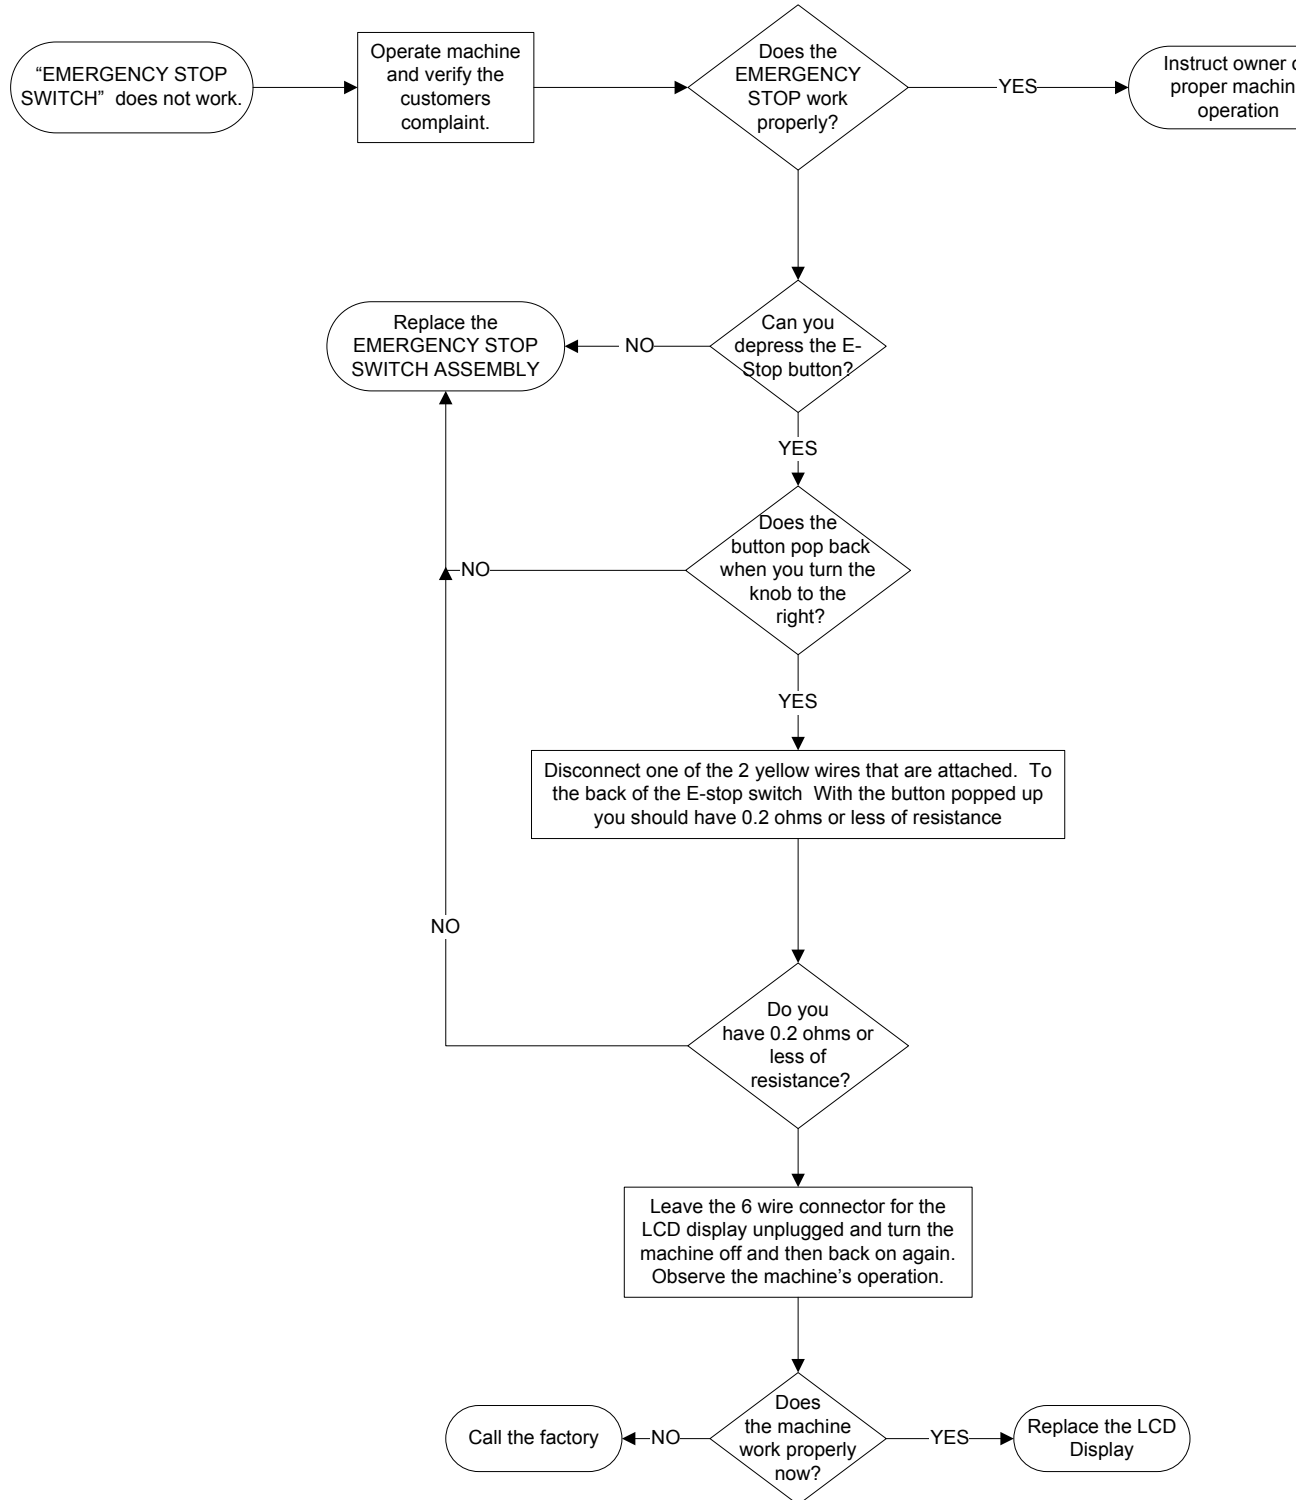 “EMERGENCY STOP
SWITCH”  does not work.
Operate machine
and verify the
customers
complaint.
Does the
EMERGENCY
STOP work
properly?
YES
Instruct owner
proper
operation
Replace the
EMERGENCY STOP
SWITCH ASSEMBLY
NO
Can you
depress the E-
Stop button?
YES
Does the
button pop back
when you turn the
knob to the
right?
NO
YES
Disconnect one of the 2 yellow wires that are attached.  To
the back of the E-stop switch  With the button popped up
you should have 0.2 ohms or less of resistance
NO
Do you
have 0.2 ohms or
less of
resistance?
Leave the 6 wire connector for the
LCD display unplugged and turn the
machine off and then back on again.
Observe the machine’s operation.
Call the factory
NO
Does
the machine
work properly
now?
YES
Replace the LCD
Display